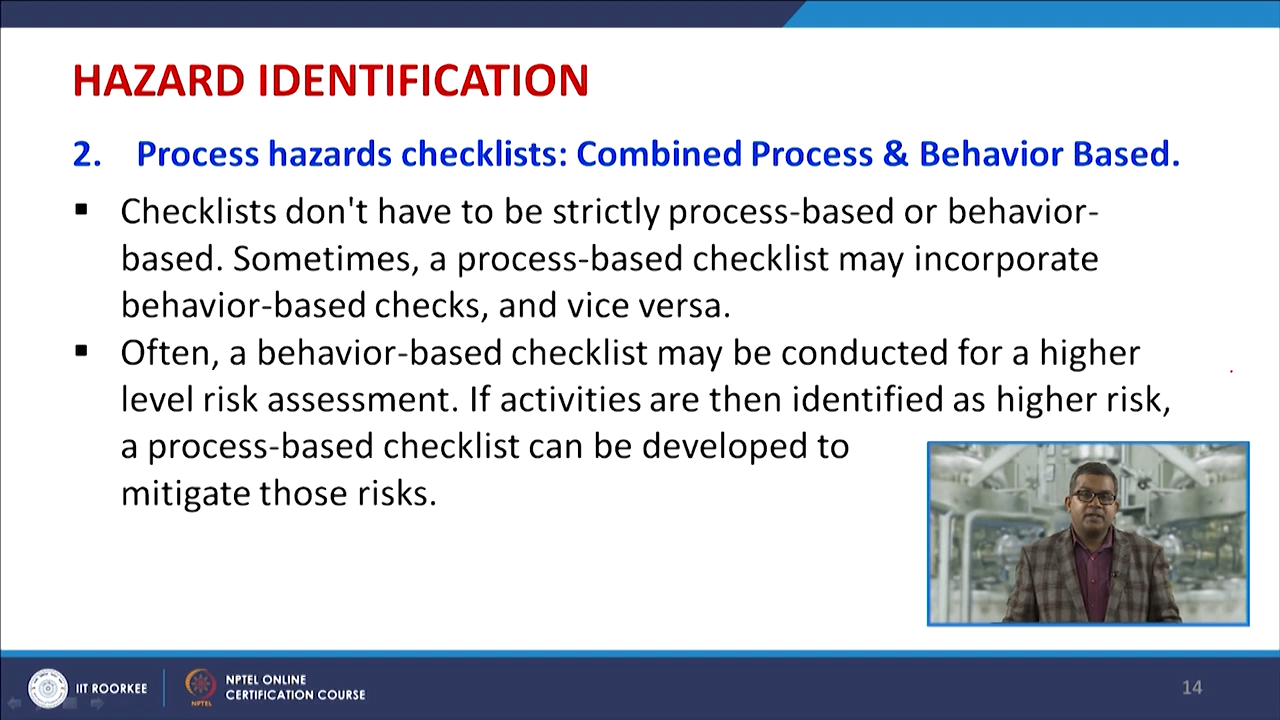 HAZARD IDENTIFICATION
2. Process hazards checklists: Combined Process & Behavior Based.
▪ Checklists don't have to be strictly process-based or behavior-
based. Sometimes, a process-based checklist may incorporate
behavior-based checks, and vice versa.
▪ Often, a behavior-based checklist may be conducted for a higher
level risk assessment. If activities are then identified as higher risk,
a process-based checklist can be developed to
mitigate those risks.
IIT ROORKEE
NPTEL
NPTEL ONLINE
CERTIFICATION COURSE
14